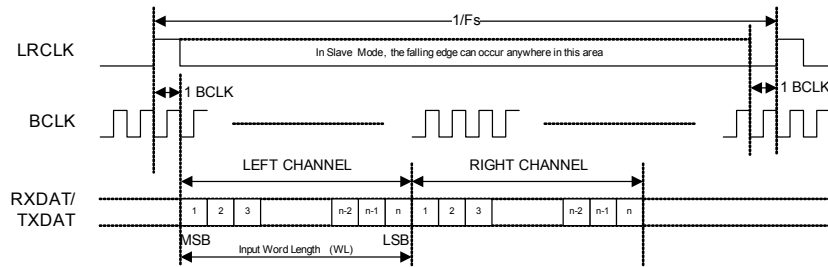 1/Fs
LRCLK
In Slave Mode, the falling edge can occur anywhere in this area
1 BCLK
1 BCLK
BCLK
LEFT CHANNEL
RIGHT CHANNEL
RXDAT/
TXDAT
1 2 3 n-2 n-1 n 1 2 3 n-2 n-1 n
MSB
LSB
Input Word Length (WL)